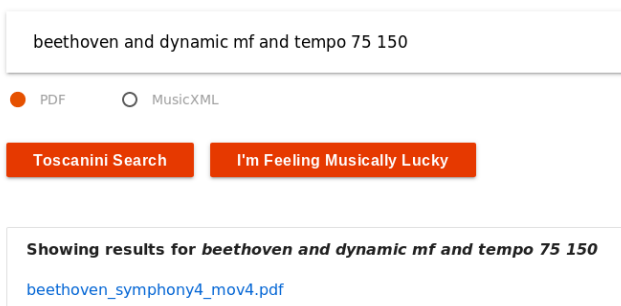 beethoven and dynamic mf and tempo 75 150
PDF MusicXML
Toscanini Search I'm Feeling Musically Lucky
Showing results for beethoven and dynamic mf and tempo 75 150
beethoven_symphony4_mov4.pdf